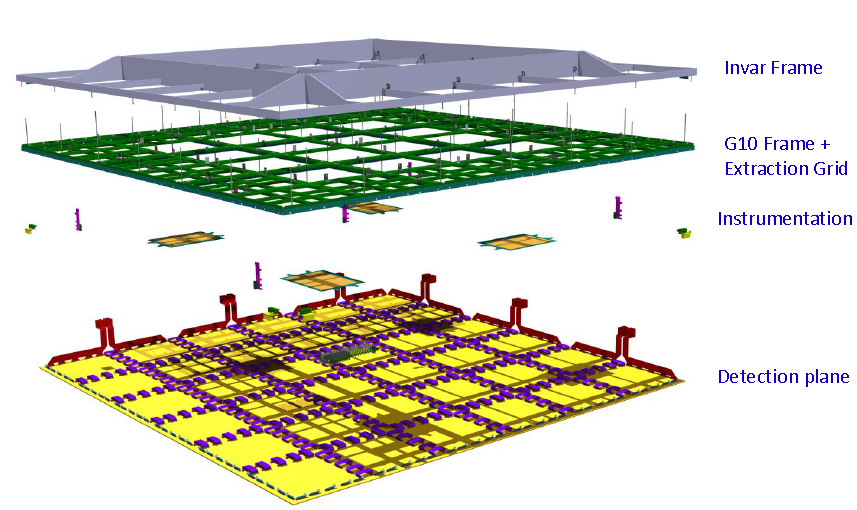 Invar Frame
G10 Frame +
Extraction Grid
Instrumentation
Detection plane